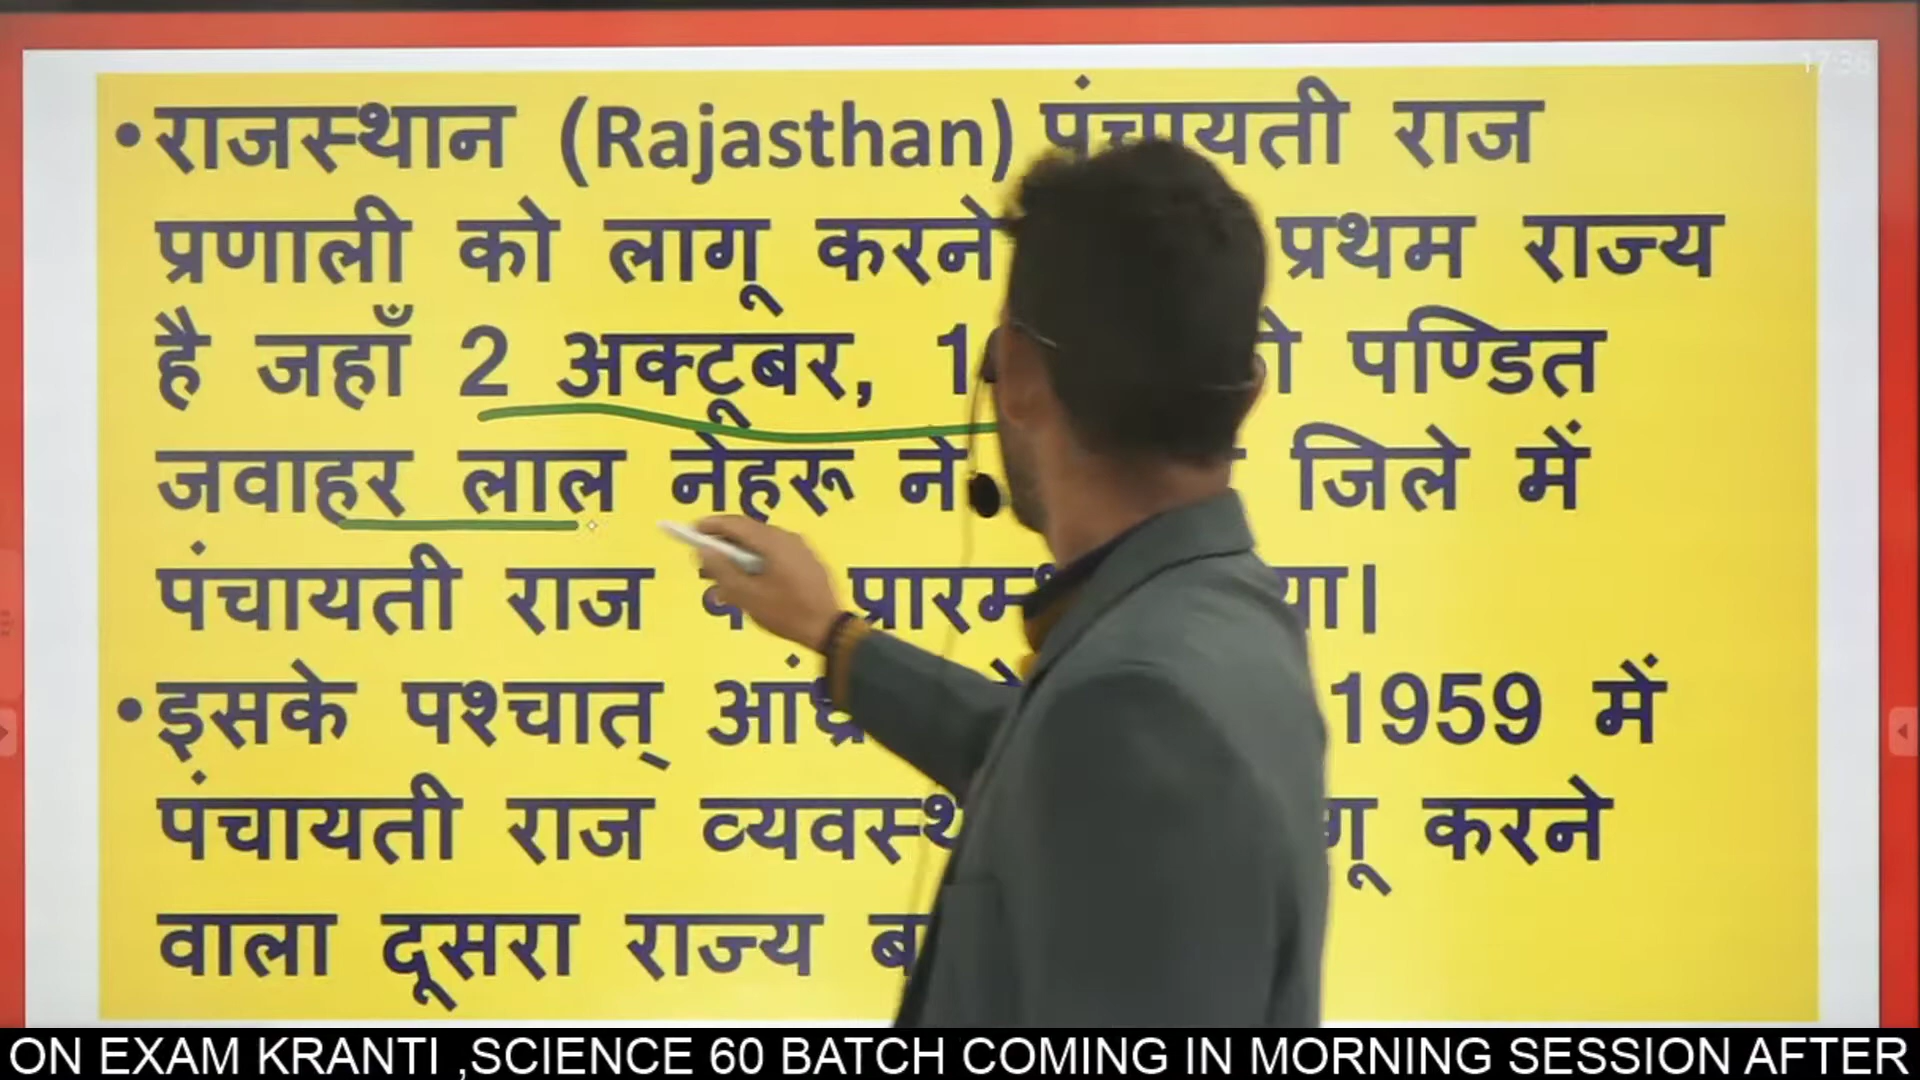 • राजस्थान (Rajasthan) पंचायती राज
प्रणाली को लागू करने प्रथम राज्य
है जहाँ 2 अक्टूबर, पण्डित
जवाहर लाल नेहरू ने जिले में
पंचायती राज
• इसके पश्चात् 1959 में
पंचायती राज करने
वाला दूसरा राज्य
ON EXAM KRANTI ,SCIENCE 60 BATCH COMING IN MORNING SESSION AFTER